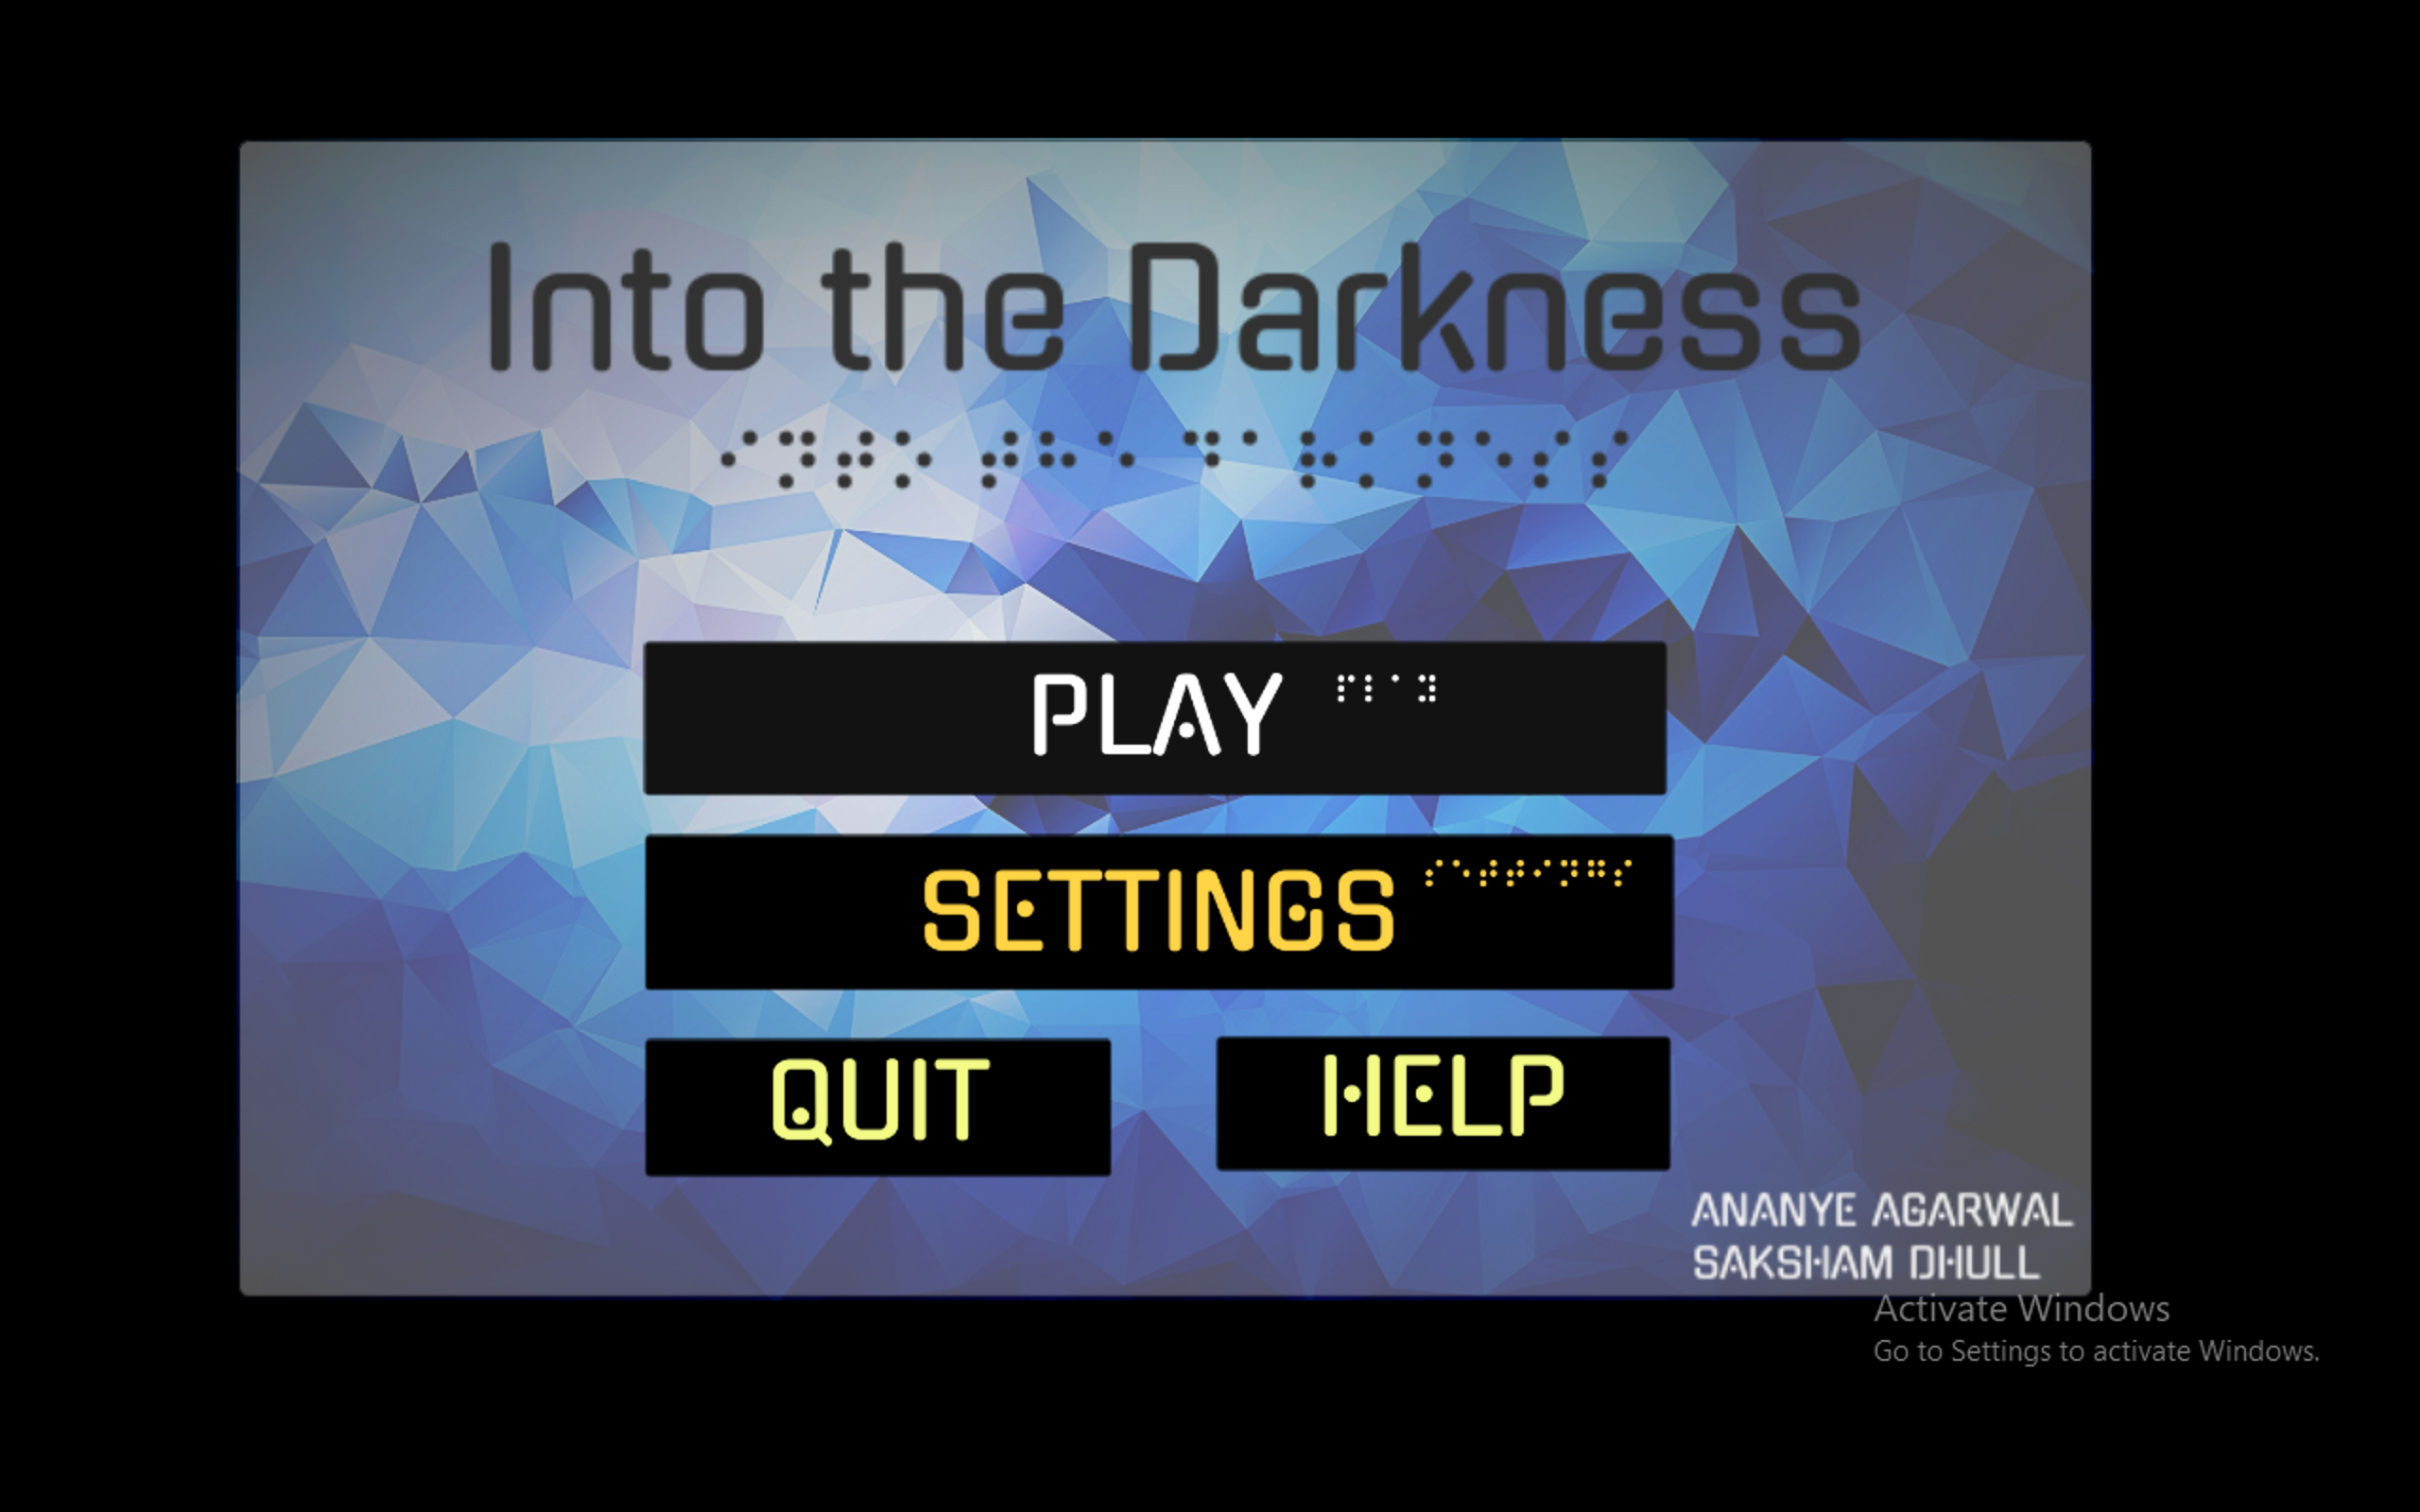 Into the Darkness
⠊⠝⠞⠕ ⠞⠓⠑ ⠙⠁⠗⠅⠝⠑⠎⠎
PLAY ⠏⠇⠁⠽
SETTINGS ⠎⠑⠞⠞⠊⠝⠛⠎
QUIT HELP
ANANYE AGARWAL
SAKSHAM DHULL
Activate Windows
Go to Settings to activate Windows.